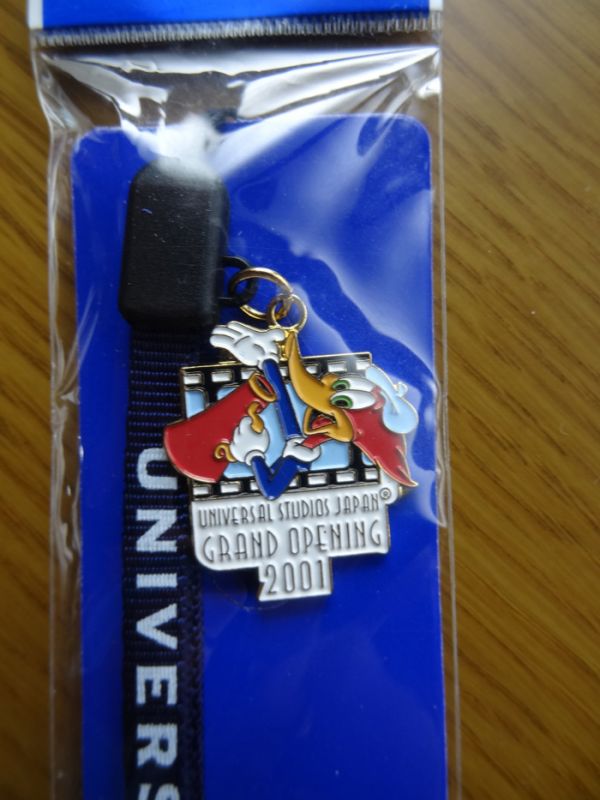 UNIVERSAL STUDIOS JAPAN®
GRAND OPENING
2001
UNIVERS